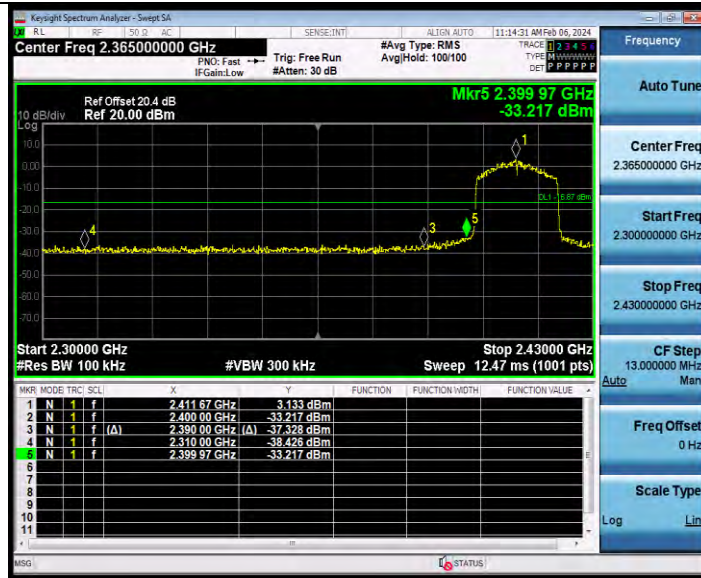 Keysight Spectrum Analyzer - Swept SA
RL RF 50 Ω AC SENSE:INT ALIGN AUTO 11:14:31 AM Feb 06, 2024
Center Freq 2.365000000 GHz #Avg Type: RMS TRACE 1 2 3 4 5 6
PNO: Fast Trig: Free Run Avg|Hold: 100/100 TYPE M WWWWW
IFGain:Low #Atten: 30 dB DET P P P P P P
Frequency
Auto Tune
Mkr5 2.399 97 GHz
-33.217 dBm
Ref Offset 20.4 dB
10 dB/div Ref 20.00 dBm
Log
10.0
0.00
-10.0
-20.0
-30.0
-40.0
-50.0
-60.0
-70.0
1
DL1 -16.87 dBm
5
3
4
Start 2.30000 GHz Stop 2.43000 GHz
#Res BW 100 kHz #VBW 300 kHz Sweep 12.47 ms (1001 pts)
MKR MODE TRC SCL X Y FUNCTION FUNCTION WIDTH FUNCTION VALUE
1 N 1 f 2.411 67 GHz 3.133 dBm
2 N 1 f 2.400 00 GHz -33.217 dBm
3 N 1 f (Δ) 2.390 00 GHz (Δ) -37.328 dBm
4 N 1 f 2.310 00 GHz -38.426 dBm
5 N 1 f 2.399 97 GHz -33.217 dBm
6
7
8
9
10
11
MSG STATUS
Center Freq
2.365000000 GHz
Start Freq
2.300000000 GHz
Stop Freq
2.430000000 GHz
CF Step
13.000000 MHz
Auto Man
Freq Offset
0 Hz
Scale Type
Log Lin